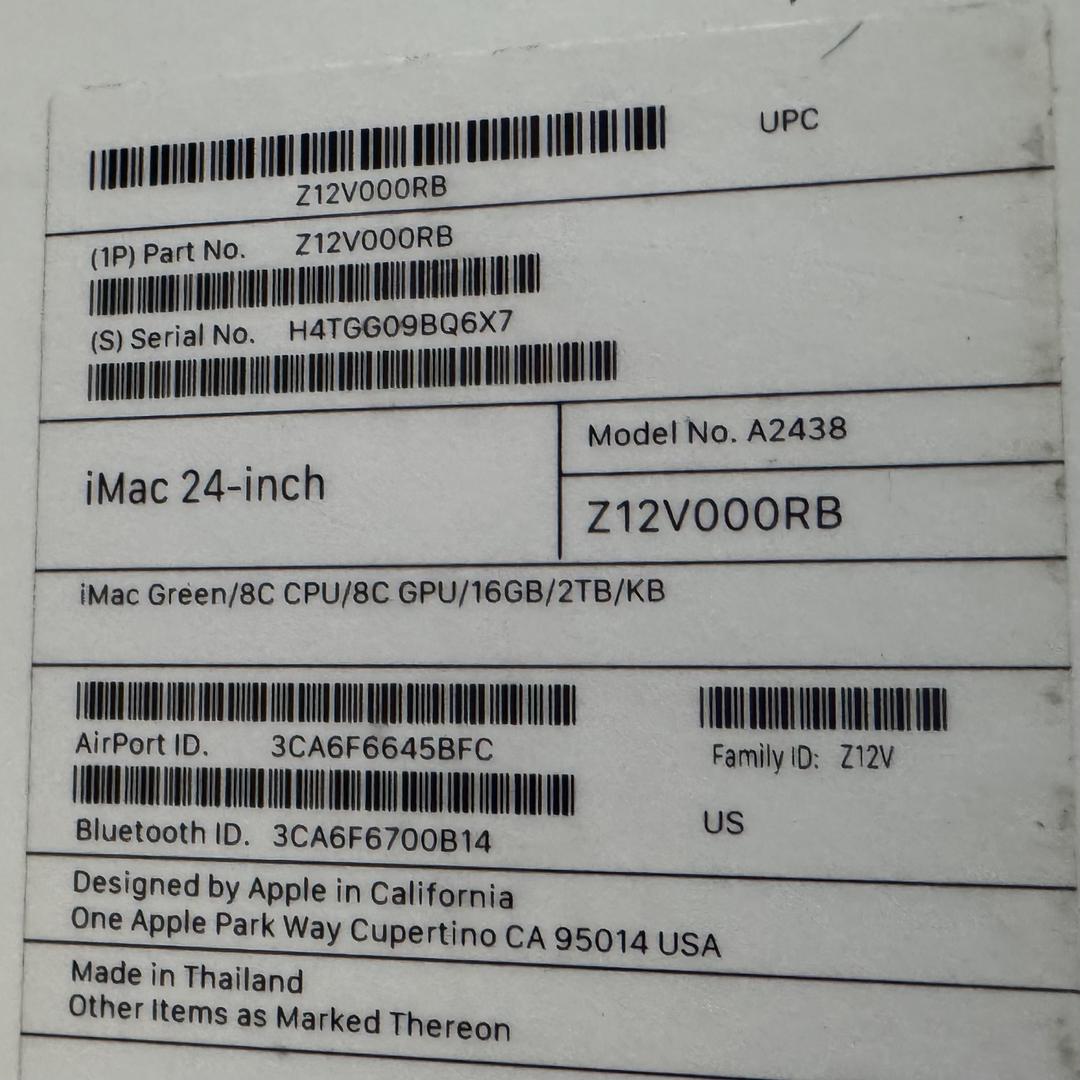 UPC
Z12V000RB
(1P) Part No. Z12V000RB
(S) Serial No. H4TGG09BQ6X7
iMac 24-inch
Model No. A2438
Z12V000RB
iMac Green/8C CPU/8C GPU/16GB/2TB/KB
AirPort ID. 3CA6F6645BFC
Family ID: Z12V
Bluetooth ID. 3CA6F6700B14
US
Designed by Apple in California
One Apple Park Way Cupertino CA 95014 USA
Made in Thailand
Other Items as Marked Thereon